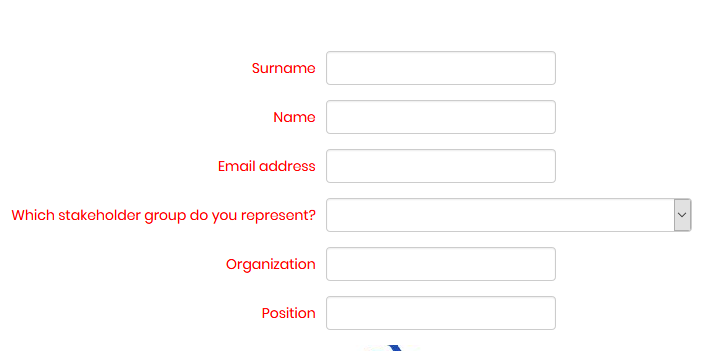 Surname
Name
Email address
Which stakeholder group do you represent?
Organization
Position